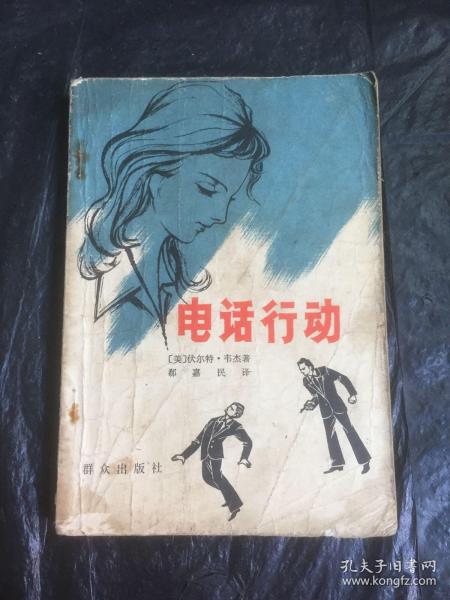 电话行动
[美]伏尔特·韦杰著
郝嘉民译
群众出版社
孔夫子旧书网
www.kongfz.com